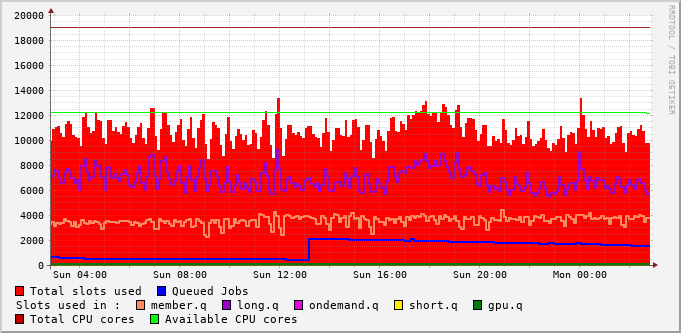 20000
18000
16000
14000
12000
10000
8000
6000
4000
2000
0
Sun 04:00 Sun 08:00 Sun 12:00 Sun 16:00 Sun 20:00 Mon 00:00
RRDTOOL / TOBI OETIKER
Total slots used Queued Jobs
Slots used in : member.q long.q ondemand.q short.q gpu.q
Total CPU cores Available CPU cores